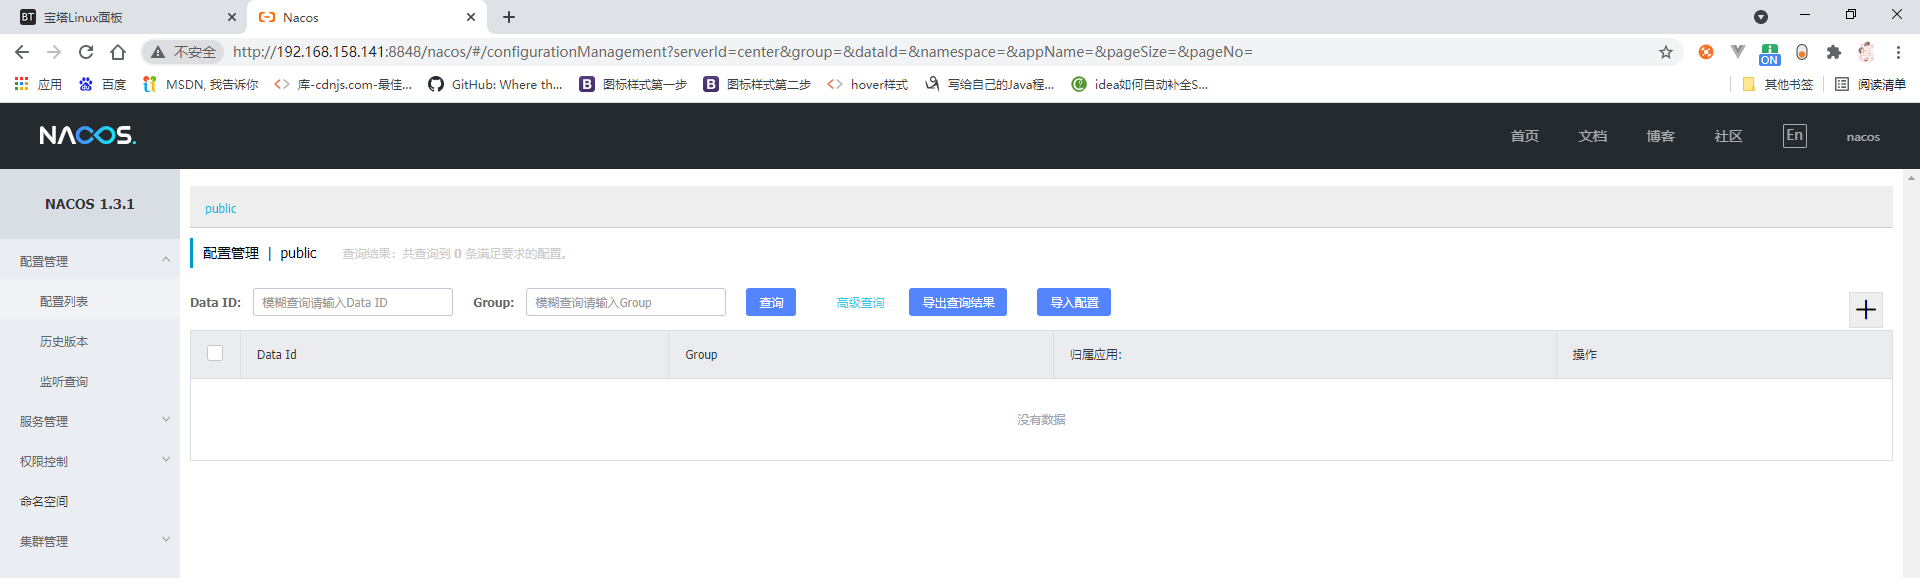 BT 宝塔Linux面板
Nacos
不安全 http://192.168.158.141:8848/nacos/#/configurationManagement?serverId=center&group=&dataId=&namespace=&appName=&pageSize=&pageNo=
ON
应用 百度 MSDN, 我告诉你 库-cdnjs.com-最佳... GitHub: Where th... B 图标样式第一步 B 图标样式第二步 hover样式 写给自己的Java程... idea如何自动补全S... 其他书签 阅读清单
NACOS.
首页 文档 博客 社区 En nacos
NACOS 1.3.1
配置管理
配置列表
历史版本
监听查询
服务管理
权限控制
命名空间
集群管理
public
配置管理 | public 查询结果：共查询到 0 条满足要求的配置。
Data ID: 模糊查询请输入Data ID Group: 模糊查询请输入Group 查询 高级查询 导出查询结果 导入配置
Data Id Group 归属应用: 操作
没有数据